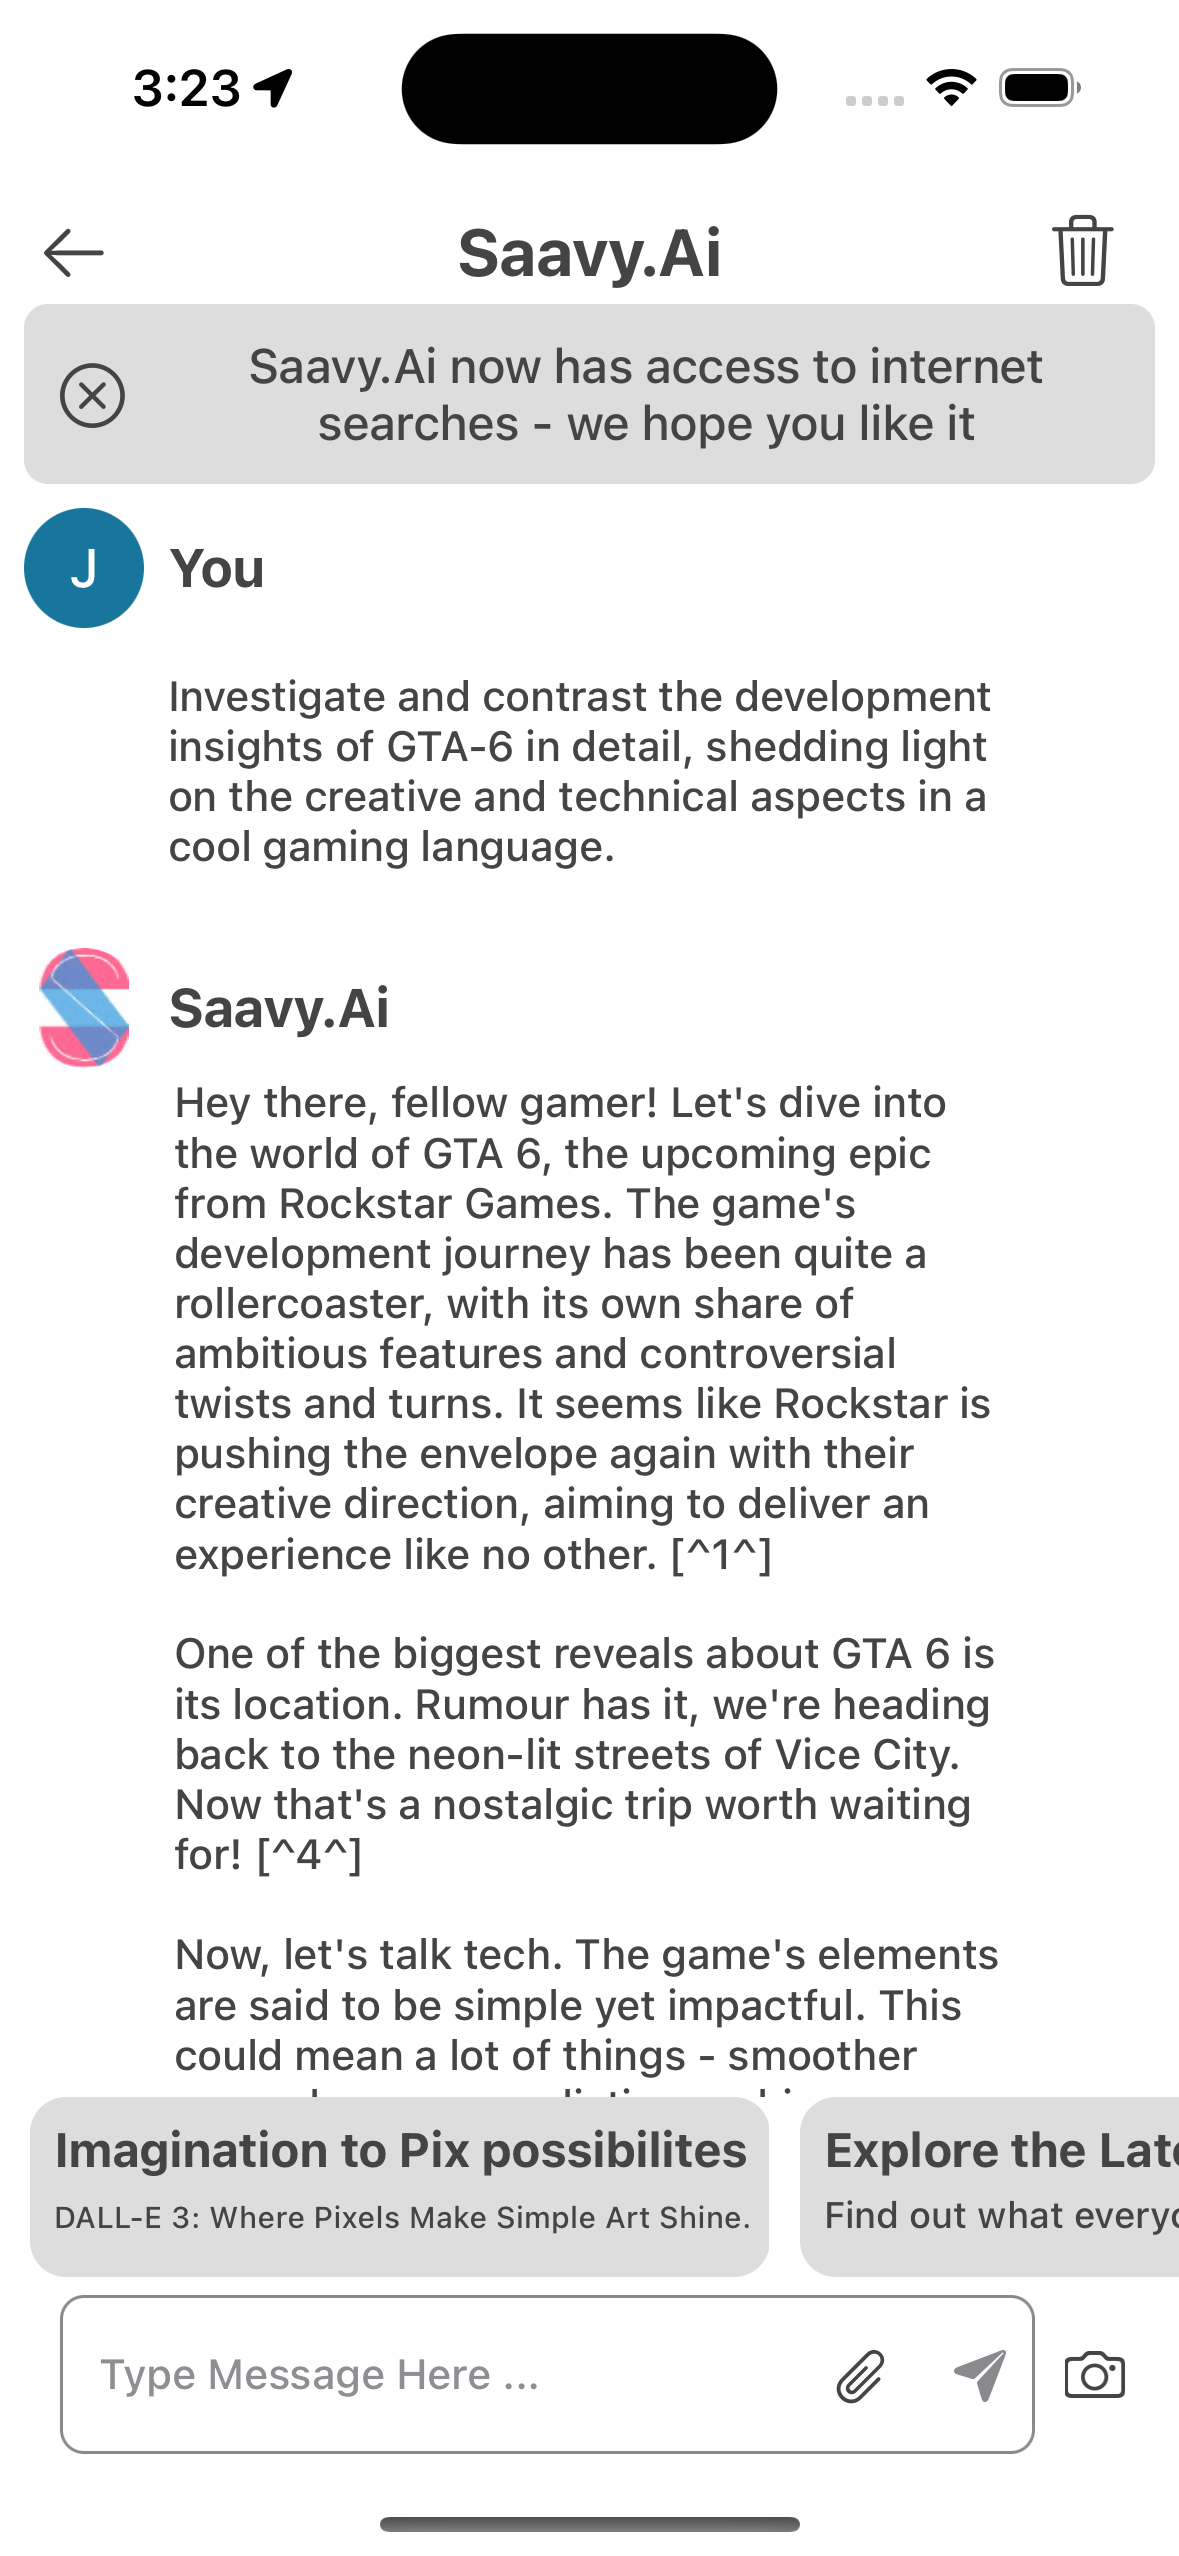 3:23
Saavy.Ai
Saavy.Ai now has access to internet
searches - we hope you like it
J
You
Investigate and contrast the development
insights of GTA-6 in detail, shedding light
on the creative and technical aspects in a
cool gaming language.
Saavy.Ai
Hey there, fellow gamer! Let's dive into
the world of GTA 6, the upcoming epic
from Rockstar Games. The game's
development journey has been quite a
rollercoaster, with its own share of
ambitious features and controversial
twists and turns. It seems like Rockstar is
pushing the envelope again with their
creative direction, aiming to deliver an
experience like no other. [^1^]
One of the biggest reveals about GTA 6 is
its location. Rumour has it, we're heading
back to the neon-lit streets of Vice City.
Now that's a nostalgic trip worth waiting
for! [^4^]
Now, let's talk tech. The game's elements
are said to be simple yet impactful. This
could mean a lot of things - smoother
Imagination to Pix possibilites
DALL-E 3: Where Pixels Make Simple Art Shine.
Explore the Late
Find out what everyo
Type Message Here ...